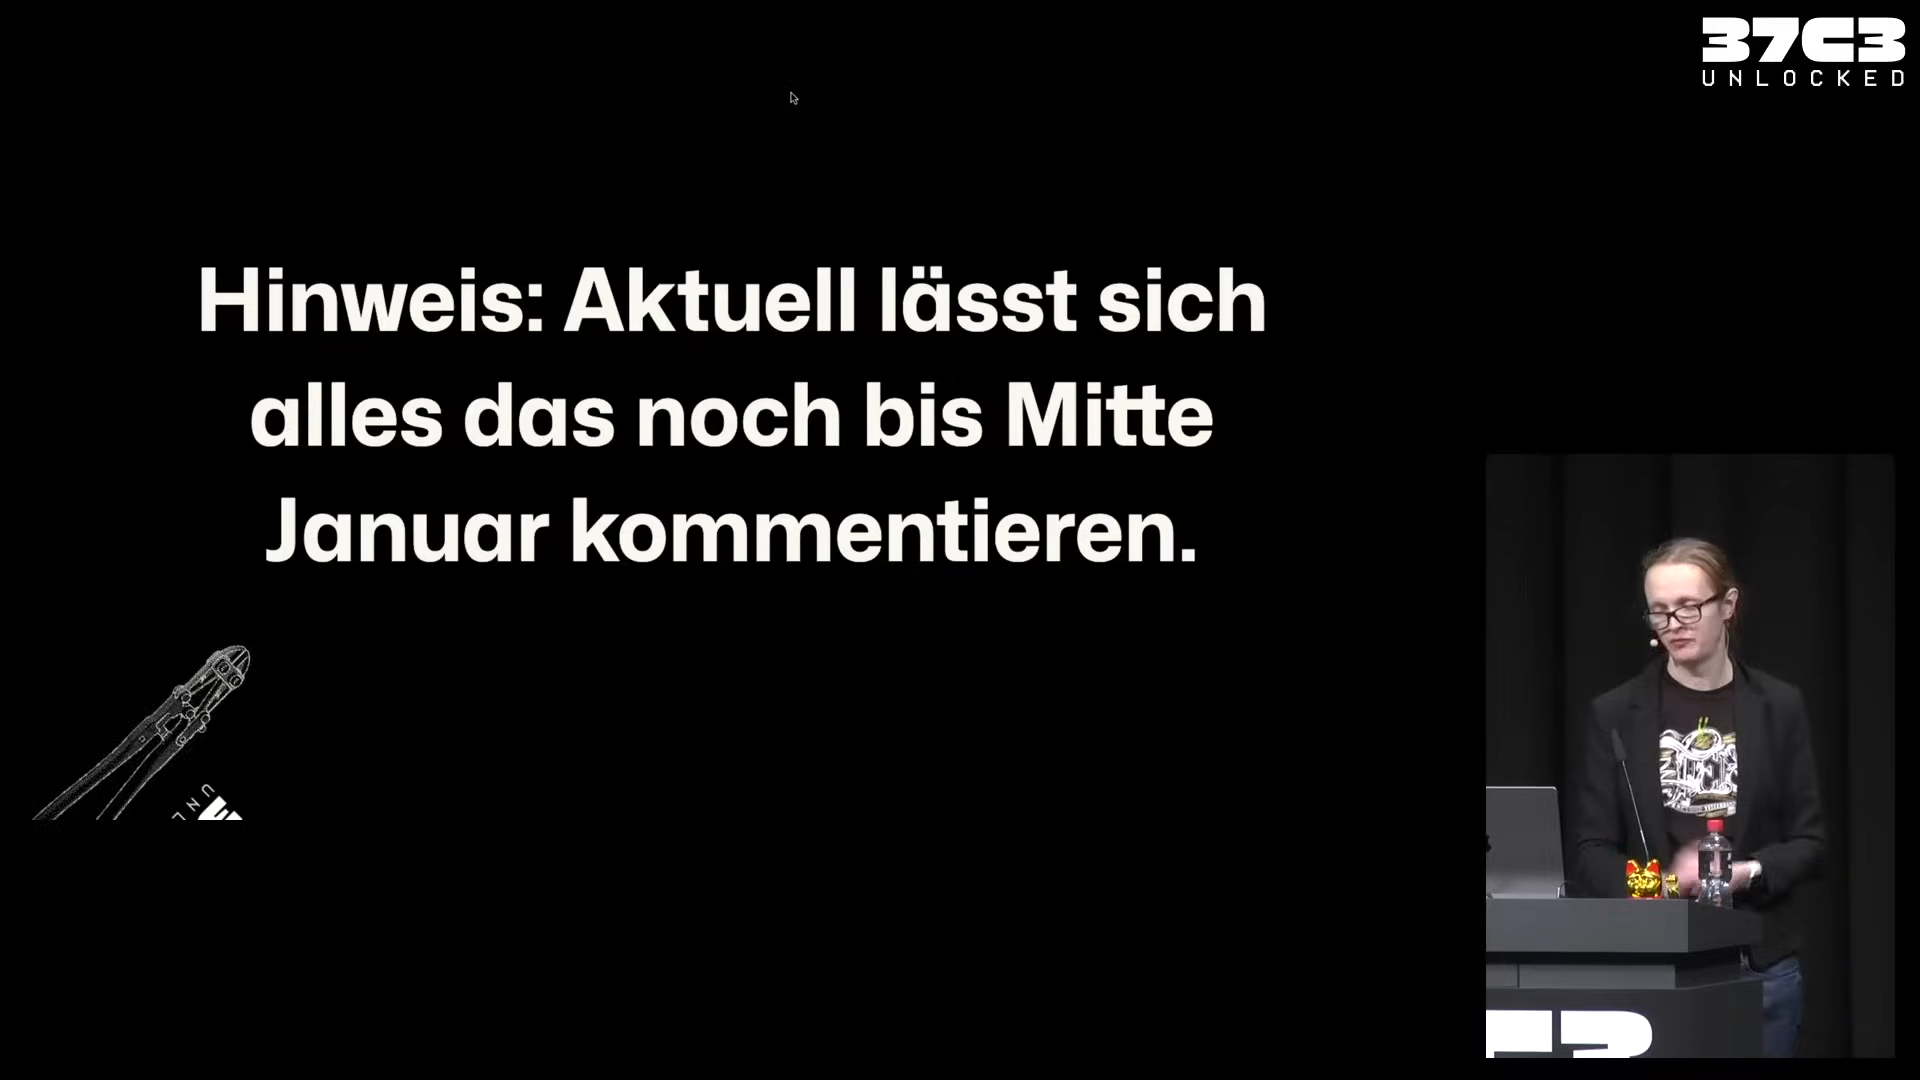 37C3
UNLOCKED
Hinweis: Aktuell lässt sich
alles das noch bis Mitte
Januar kommentieren.